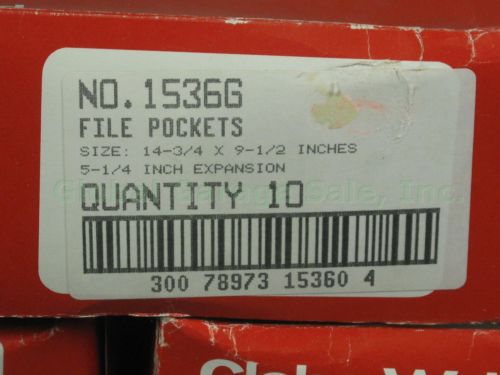 NO.1536G
FILE POCKETS
SIZE: 14-3/4 X 9-1/2 INCHES
5-1/4 INCH EXPANSION
QUANTITY 10
300 78973 15360 4